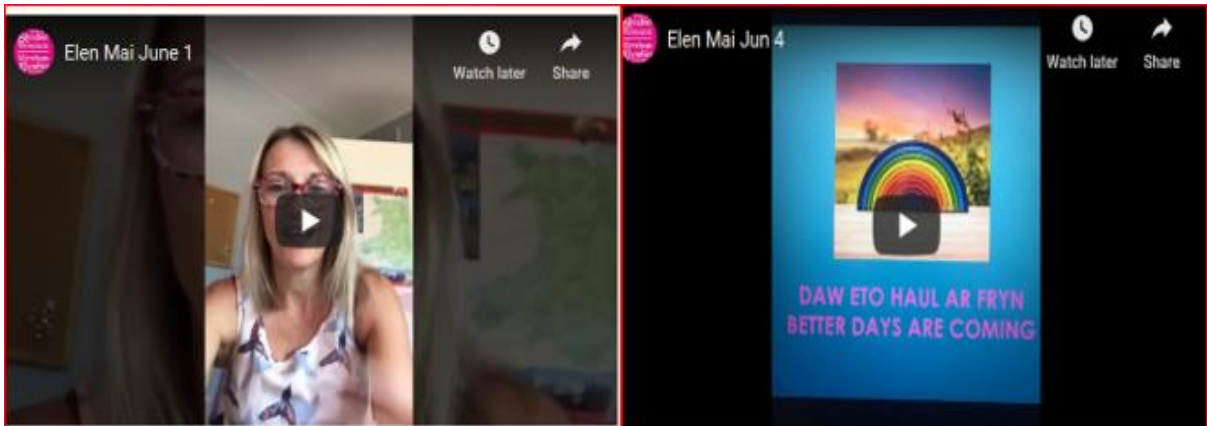 Elen Mai June 1
Watch later
Share
Elen Mai Jun 4
Watch later
Share
DAW ETO HAUL AR FRYN
BETTER DAYS ARE COMING